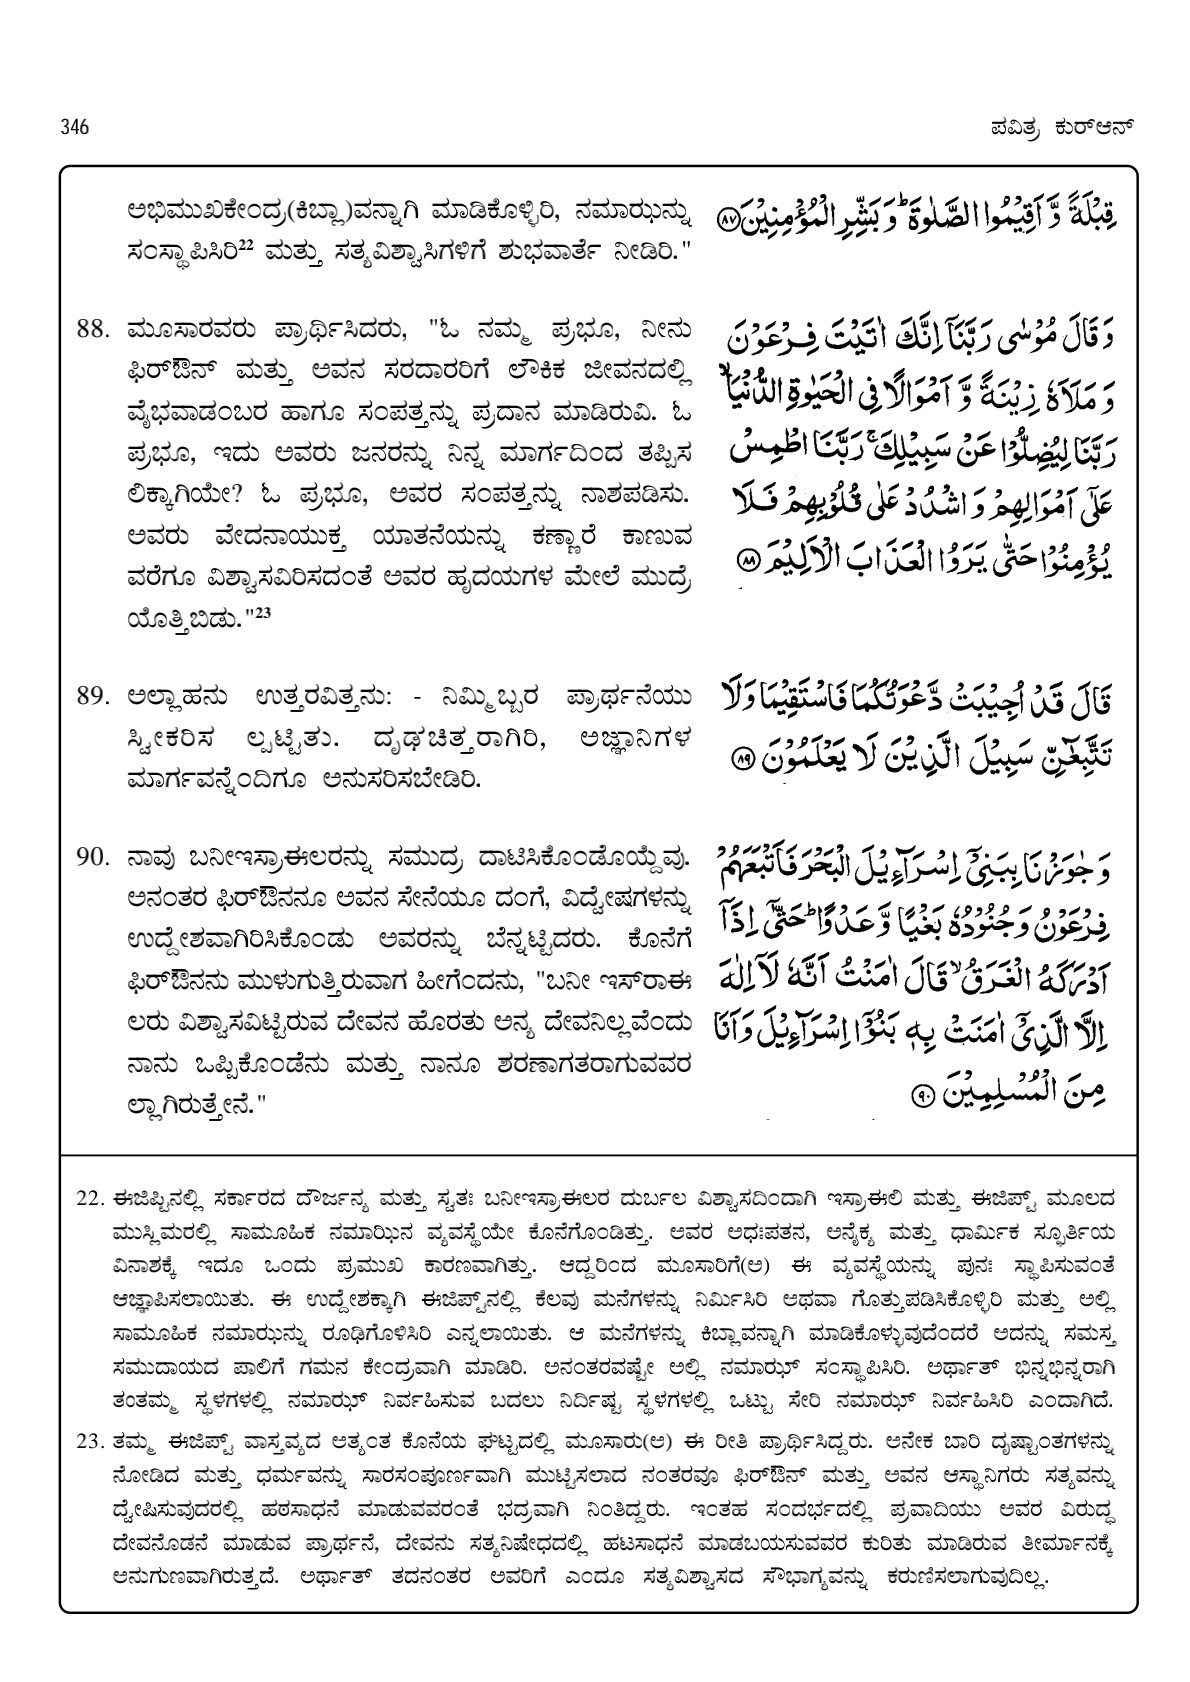 346
ಪವಿತ್ರ ಕುರ್‌ಆನ್
ಅಭಿಮುಖಕೇಂದ್ರ(ಕಿಬ್ಲಾ)ವನ್ನಾಗಿ ಮಾಡಿಕೊಳ್ಳಿರಿ, ನಮಾಝನ್ನು
ಸಂಸ್ಥಾಪಿಸಿರಿ²² ಮತ್ತು ಸತ್ಯವಿಶ್ವಾಸಿಗಳಿಗೆ ಶುಭವಾರ್ತೆ ನೀಡಿರಿ."
قِبْلَةً وَّ اَقِيْمُوا الصَّلٰوةَ ؕ وَ بَشِّرِ الْمُؤْمِنِيْنَ ﴿۸۷﴾
88. ಮೂಸಾರವರು ಪ್ರಾರ್ಥಿಸಿದರು, "ಓ ನಮ್ಮ ಪ್ರಭೂ, ನೀನು
ಫಿರ್‌ಔನ್ ಮತ್ತು ಅವನ ಸರದಾರರಿಗೆ ಲೌಕಿಕ ಜೀವನದಲ್ಲಿ
ವೈಭವಾಡಂಬರ ಹಾಗೂ ಸಂಪತ್ತನ್ನು ಪ್ರದಾನ ಮಾಡಿರುವಿ. ಓ
ಪ್ರಭೂ, ಇದು ಅವರು ಜನರನ್ನು ನಿನ್ನ ಮಾರ್ಗದಿಂದ ತಪ್ಪಿಸ
ಲಿಕ್ಕಾಗಿಯೇ? ಓ ಪ್ರಭೂ, ಅವರ ಸಂಪತ್ತನ್ನು ನಾಶಪಡಿಸು.
ಅವರು ವೇದನಾಯುಕ್ತ ಯಾತನೆಯನ್ನು ಕಣ್ಣಾರೆ ಕಾಣುವ
ವರೆಗೂ ವಿಶ್ವಾಸವಿರಿಸದಂತೆ ಅವರ ಹೃದಯಗಳ ಮೇಲೆ ಮುದ್ರೆ
ಯೊತ್ತಿಬಿಡು."²³
وَ قَالَ مُوْسٰى رَبَّنَاۤ اِنَّكَ اٰتَيْتَ فِرْعَوْنَ
وَ مَلَاَهٗ زِيْنَةً وَّ اَمْوَالًا فِى الْحَيٰوةِ الدُّنْيَا ۙ
رَبَّنَا لِيُضِلُّوْا عَنْ سَبِيْلِكَ ۚ رَبَّنَا اطْمِسْ
عَلٰۤى اَمْوَالِهِمْ وَ اشْدُدْ عَلٰى قُلُوْبِهِمْ فَلَا
يُؤْمِنُوْا حَتّٰى يَرَوُا الْعَذَابَ الْاَلِيْمَ ﴿۸۸﴾
89. ಅಲ್ಲಾಹನು ಉತ್ತರವಿತ್ತನು: - ನಿಮ್ಮಿಬ್ಬರ ಪ್ರಾರ್ಥನೆಯು
ಸ್ವೀಕರಿಸ ಲ್ಪಟ್ಟಿತು. ದೃಢಚಿತ್ತರಾಗಿರಿ, ಅಜ್ಞಾನಿಗಳ
ಮಾರ್ಗವನ್ನೆಂದಿಗೂ ಅನುಸರಿಸಬೇಡಿರಿ.
قَالَ قَدْ اُجِيْبَتْ دَّعْوَتُكُمَا فَاسْتَقِيْمَا وَلَا
تَتَّبِعٰٓنِّ سَبِيْلَ الَّذِيْنَ لَا يَعْلَمُوْنَ ﴿۸۹﴾
90. ನಾವು ಬನೀಇಸ್ರಾಈಲರನ್ನು ಸಮುದ್ರ ದಾಟಿಸಿಕೊಂಡೊಯ್ದೆವು.
ಅನಂತರ ಫಿರ್‌ಔನನೂ ಅವನ ಸೇನೆಯೂ ದಂಗೆ, ವಿದ್ವೇಷಗಳನ್ನು
ಉದ್ದೇಶವಾಗಿರಿಸಿಕೊಂಡು ಅವರನ್ನು ಬೆನ್ನಟ್ಟಿದರು. ಕೊನೆಗೆ
ಫಿರ್‌ಔನನು ಮುಳುಗುತ್ತಿರುವಾಗ ಹೀಗೆಂದನು, "ಬನೀ ಇಸ್‌ರಾಈ
ಲರು ವಿಶ್ವಾಸವಿಟ್ಟಿರುವ ದೇವನ ಹೊರತು ಅನ್ಯ ದೇವನಿಲ್ಲವೆಂದು
ನಾನು ಒಪ್ಪಿಕೊಂಡೆನು ಮತ್ತು ನಾನೂ ಶರಣಾಗತರಾಗುವವರ
ಲ್ಲಾಗಿರುತ್ತೇನೆ."
وَ جٰوَزْنَا بِبَنِىْۤ اِسْرَآءِيْلَ الْبَحْرَ فَاَتْبَعَهُمْ
فِرْعَوْنُ وَ جُنُوْدُهٗ بَغْيًا وَّ عَدْوًا ؕ حَتّٰۤى اِذَاۤ
اَدْرَكَهُ الْغَرَقُ ۙ قَالَ اٰمَنْتُ اَنَّهٗ لَاۤ اِلٰهَ
اِلَّا الَّذِىْۤ اٰمَنَتْ بِهٖ بَنُوْۤا اِسْرَآءِيْلَ وَ اَنَا
مِنَ الْمُسْلِمِيْنَ ﴿۹۰﴾
22. ಈಜಿಪ್ಟಿನಲ್ಲಿ ಸರ್ಕಾರದ ದೌರ್ಜನ್ಯ ಮತ್ತು ಸ್ವತಃ ಬನೀಇಸ್ರಾಈಲರ ದುರ್ಬಲ ವಿಶ್ವಾಸದಿಂದಾಗಿ ಇಸ್ರಾಈಲಿ ಮತ್ತು ಈಜಿಪ್ಟ್ ಮೂಲದ
ಮುಸ್ಲಿಮರಲ್ಲಿ ಸಾಮೂಹಿಕ ನಮಾಝಿನ ವ್ಯವಸ್ಥೆಯೇ ಕೊನೆಗೊಂಡಿತ್ತು. ಅವರ ಅಧಃಪತನ, ಅನೈಕ್ಯ ಮತ್ತು ಧಾರ್ಮಿಕ ಸ್ಫೂರ್ತಿಯ
ವಿನಾಶಕ್ಕೆ ಇದೂ ಒಂದು ಪ್ರಮುಖ ಕಾರಣವಾಗಿತ್ತು. ಆದ್ದರಿಂದ ಮೂಸಾರಿಗೆ(ಅ) ಈ ವ್ಯವಸ್ಥೆಯನ್ನು ಪುನಃ ಸ್ಥಾಪಿಸುವಂತೆ
ಆಜ್ಞಾಪಿಸಲಾಯಿತು. ಈ ಉದ್ದೇಶಕ್ಕಾಗಿ ಈಜಿಪ್ಟ್‌ನಲ್ಲಿ ಕೆಲವು ಮನೆಗಳನ್ನು ನಿರ್ಮಿಸಿರಿ ಅಥವಾ ಗೊತ್ತುಪಡಿಸಿಕೊಳ್ಳಿರಿ ಮತ್ತು ಅಲ್ಲಿ
ಸಾಮೂಹಿಕ ನಮಾಝನ್ನು ರೂಢಿಗೊಳಿಸಿರಿ ಎನ್ನಲಾಯಿತು. ಆ ಮನೆಗಳನ್ನು ಕಿಬ್ಲಾವನ್ನಾಗಿ ಮಾಡಿಕೊಳ್ಳುವುದೆಂದರೆ ಅದನ್ನು ಸಮಸ್ತ
ಸಮುದಾಯದ ಪಾಲಿಗೆ ಗಮನ ಕೇಂದ್ರವಾಗಿ ಮಾಡಿರಿ. ಅನಂತರವಷ್ಟೇ ಅಲ್ಲಿ ನಮಾಝ್ ಸಂಸ್ಥಾಪಿಸಿರಿ. ಅರ್ಥಾತ್ ಭಿನ್ನಭಿನ್ನರಾಗಿ
ತಂತಮ್ಮ ಸ್ಥಳಗಳಲ್ಲಿ ನಮಾಝ್ ನಿರ್ವಹಿಸುವ ಬದಲು ನಿರ್ದಿಷ್ಟ ಸ್ಥಳಗಳಲ್ಲಿ ಒಟ್ಟು ಸೇರಿ ನಮಾಝ್ ನಿರ್ವಹಿಸಿರಿ ಎಂದಾಗಿದೆ.
23. ತಮ್ಮ ಈಜಿಪ್ಟ್ ವಾಸ್ತವ್ಯದ ಅತ್ಯಂತ ಕೊನೆಯ ಘಟ್ಟದಲ್ಲಿ ಮೂಸಾರು(ಅ) ಈ ರೀತಿ ಪ್ರಾರ್ಥಿಸಿದ್ದರು. ಅನೇಕ ಬಾರಿ ದೃಷ್ಟಾಂತಗಳನ್ನು
ನೋಡಿದ ಮತ್ತು ಧರ್ಮವನ್ನು ಸಾರಸಂಪೂರ್ಣವಾಗಿ ಮುಟ್ಟಿಸಲಾದ ನಂತರವೂ ಫಿರ್‌ಔನ್ ಮತ್ತು ಅವನ ಆಸ್ಥಾನಿಗರು ಸತ್ಯವನ್ನು
ದ್ವೇಷಿಸುವುದರಲ್ಲಿ ಹಠಸಾಧನೆ ಮಾಡುವವರಂತೆ ಭದ್ರವಾಗಿ ನಿಂತಿದ್ದರು. ಇಂತಹ ಸಂದರ್ಭದಲ್ಲಿ ಪ್ರವಾದಿಯು ಅವರ ವಿರುದ್ಧ
ದೇವನೊಡನೆ ಮಾಡುವ ಪ್ರಾರ್ಥನೆ, ದೇವನು ಸತ್ಯನಿಷೇಧದಲ್ಲಿ ಹಟಸಾಧನೆ ಮಾಡಬಯಸುವವರ ಕುರಿತು ಮಾಡಿರುವ ತೀರ್ಮಾನಕ್ಕೆ
ಅನುಗುಣವಾಗಿರುತ್ತದೆ. ಅರ್ಥಾತ್ ತದನಂತರ ಅವರಿಗೆ ಎಂದೂ ಸತ್ಯವಿಶ್ವಾಸದ ಸೌಭಾಗ್ಯವನ್ನು ಕರುಣಿಸಲಾಗುವುದಿಲ್ಲ.